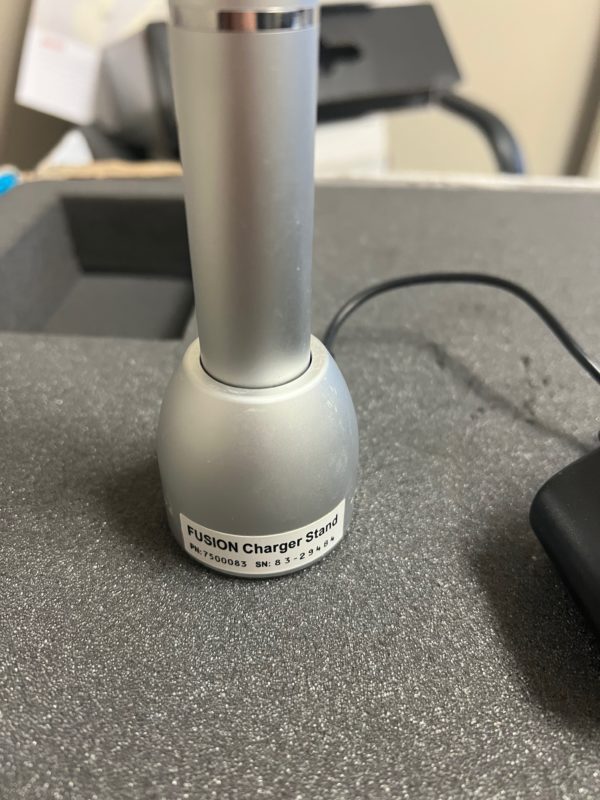 FUSION Charger Stand
PN: 7500083 SN: 83-29484